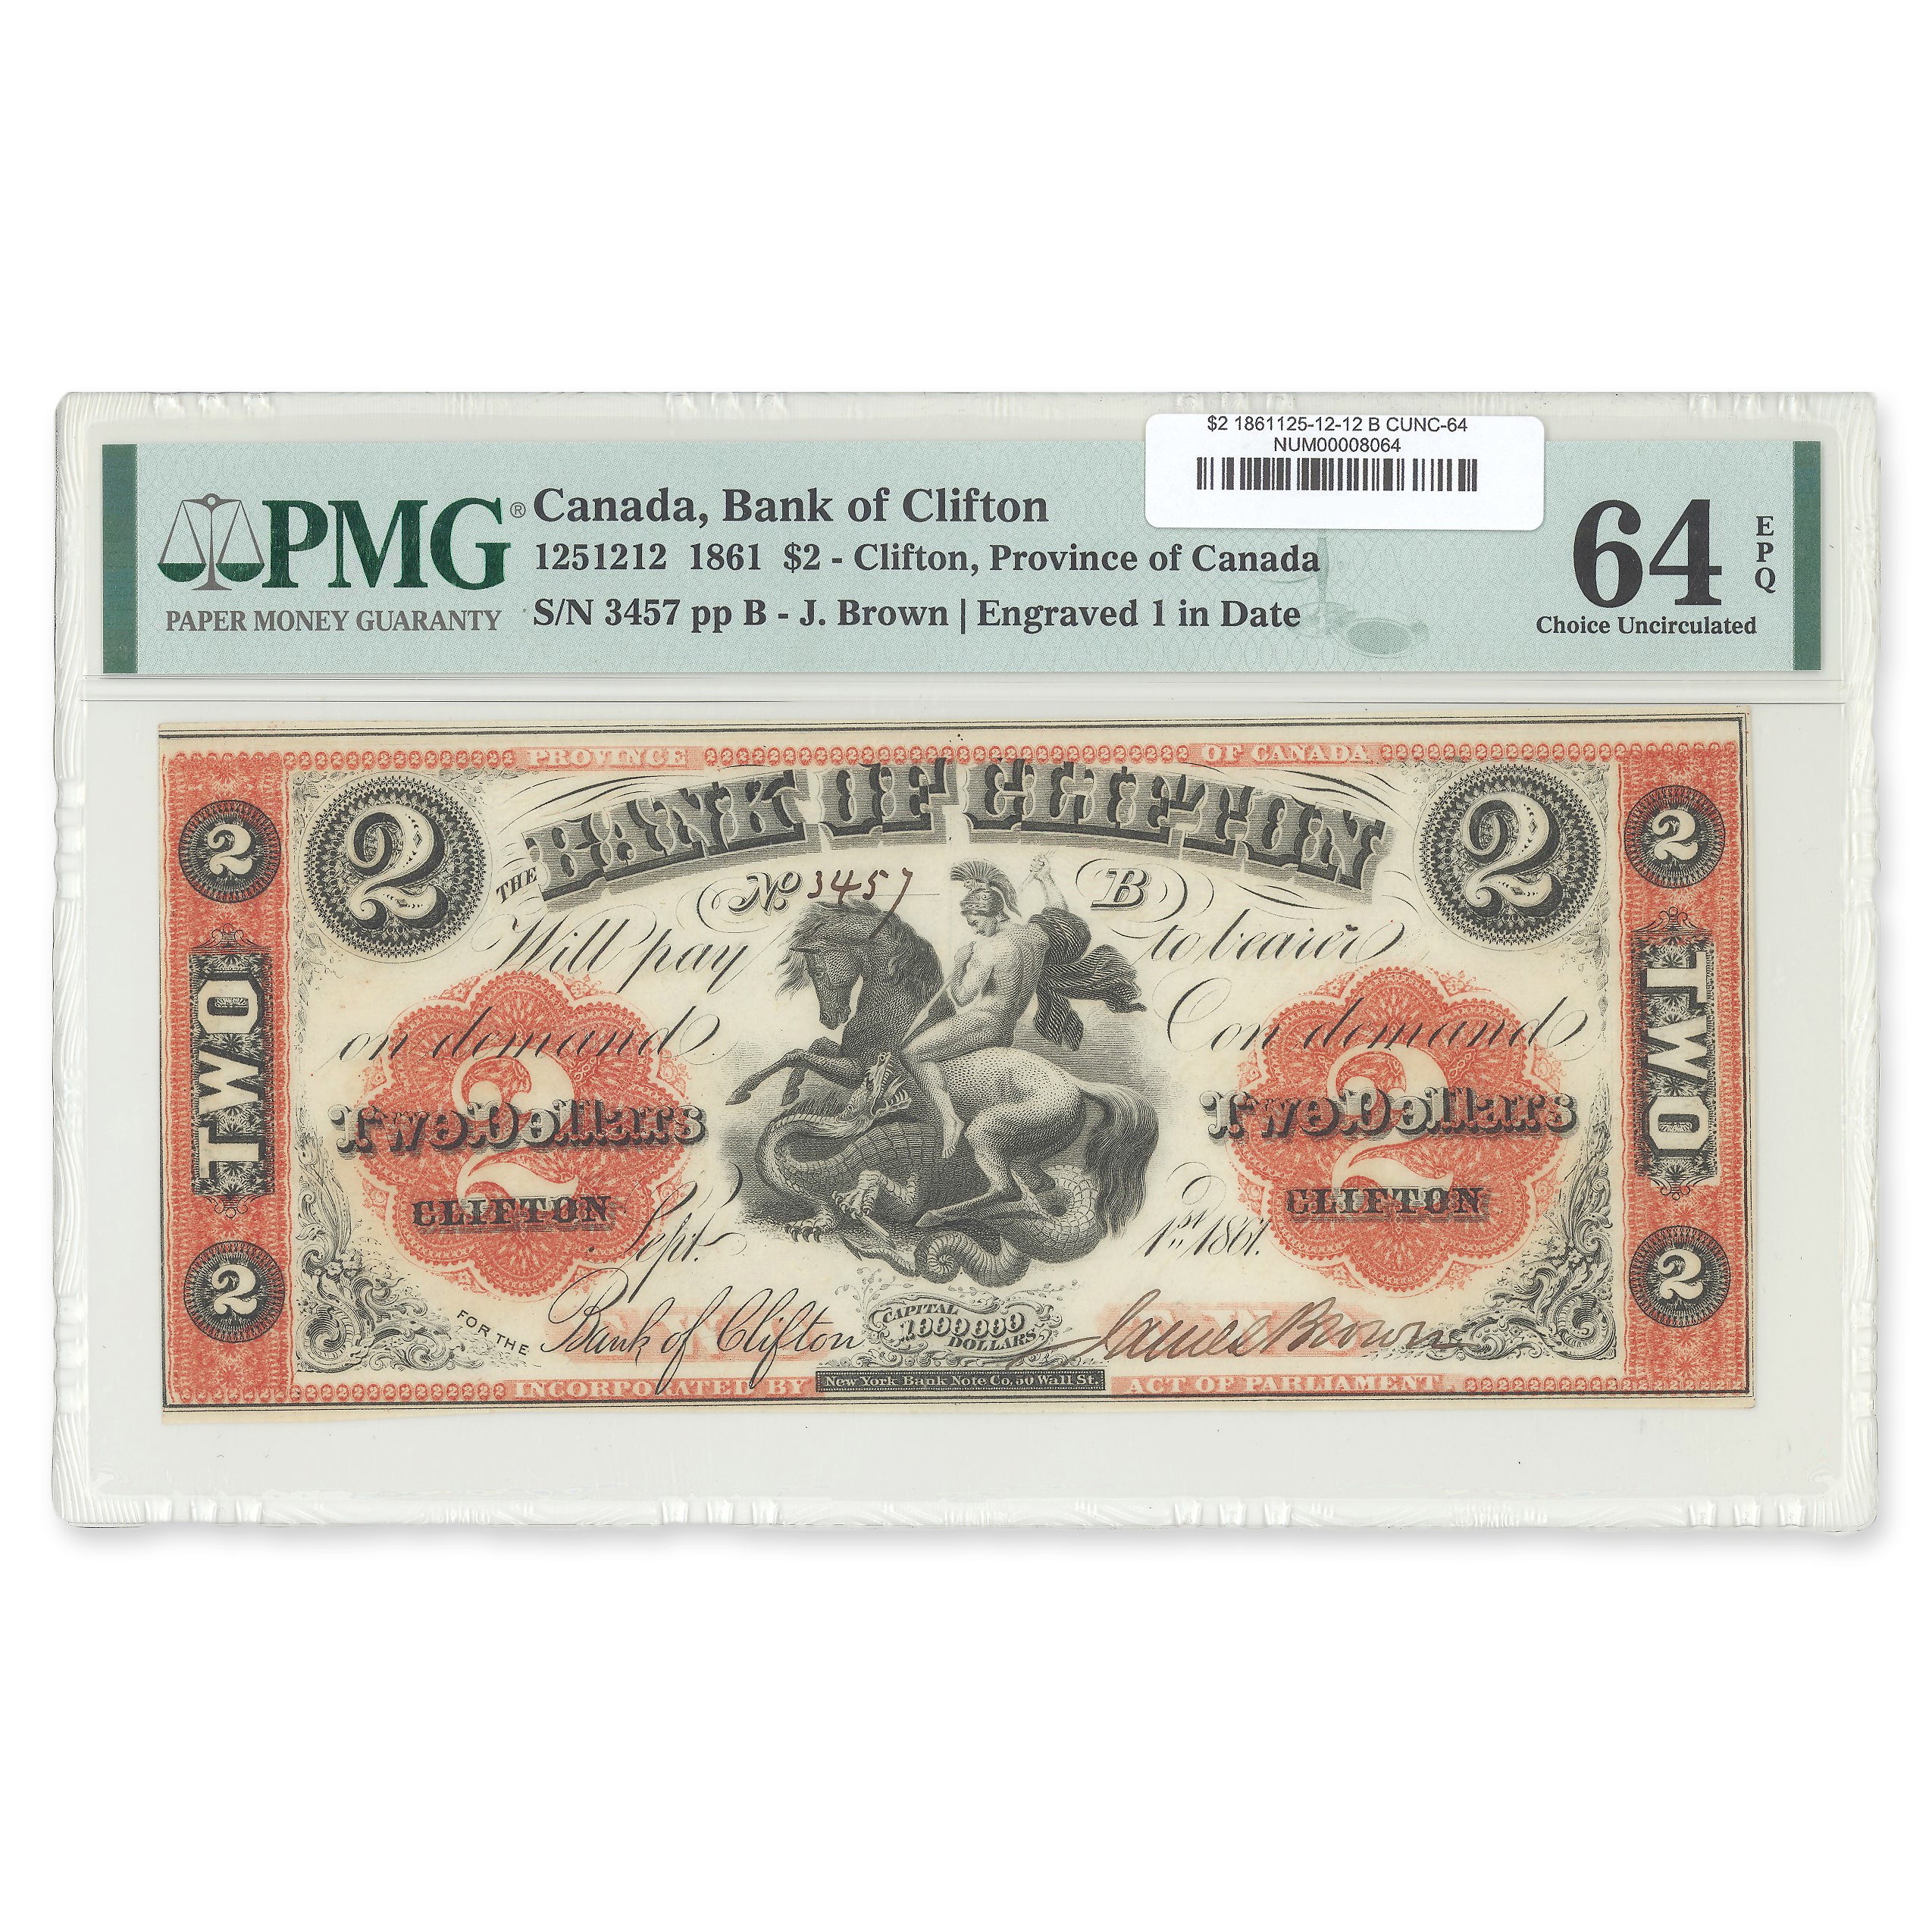 $2 1861125-12-12 B CUNC-64
NUM00008064
PMG®
PAPER MONEY GUARANTY
Canada, Bank of Clifton
1251212 1861 $2 - Clifton, Province of Canada
S/N 3457 pp B - J. Brown | Engraved 1 in Date
64 EPQ
Choice Uncirculated
PROVINCE OF CANADA
2 2 2 2
THE BANK OF CLIFTON
No 3457 B
Will pay to bearer
on demand on demand
TWO TWO
2 2
Two Dollars Two Dollars
CLIFTON CLIFTON
Sept. 1st 1861.
2 2
FOR THE Bank of Clifton
CAPITAL
1000000
DOLLARS
James Brown
INCORPORATED BY New York Bank Note Co. 50 Wall St. ACT OF PARLIAMENT.